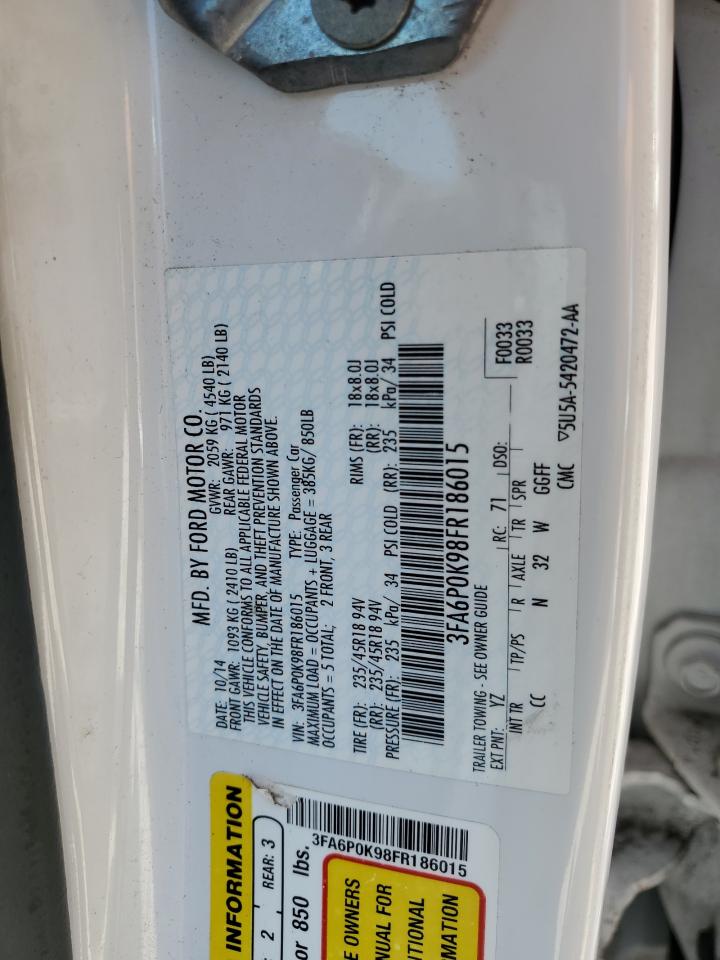 MFD. BY FORD MOTOR CO.
DATE: 10/14 GVWR: 2059 KG ( 4540 LB)
FRONT GAWR: 1093 KG ( 2410 LB) REAR GAWR: 971 KG ( 2140 LB)
THIS VEHICLE CONFORMS TO ALL APPLICABLE FEDERAL MOTOR
VEHICLE SAFETY, BUMPER, AND THEFT PREVENTION STANDARDS
IN EFFECT ON THE DATE OF MANUFACTURE SHOWN ABOVE.
VIN: 3FA6P0K98FR186015 TYPE: Passenger Car
MAXIMUM LOAD = OCCUPANTS + LUGGAGE = 385KG/ 850LB
OCCUPANTS = 5 TOTAL; 2 FRONT, 3 REAR
TIRE (FR): 235/45R18 94V RIMS (FR): 18x8.0J
(RR): 235/45R18 94V (RR): 18x8.0J
PRESSURE (FR): 235 kPa/ 34 PSI COLD (RR): 235 kPa/ 34 PSI COLD
3FA6P0K98FR186015
TRAILER TOWING - SEE OWNER GUIDE
F0033
EXT PNT: YZ RC: 71 DSO: R0033
INT TR TP/PS R AXLE TR SPR
CC N 32 W GGFF
CMC ▽5U5A-5420472-AA
INFORMATION
2 REAR: 3
or 850 lbs.
3FA6P0K98FR186015
E OWNERS
ANUAL FOR
TIONAL
MATION